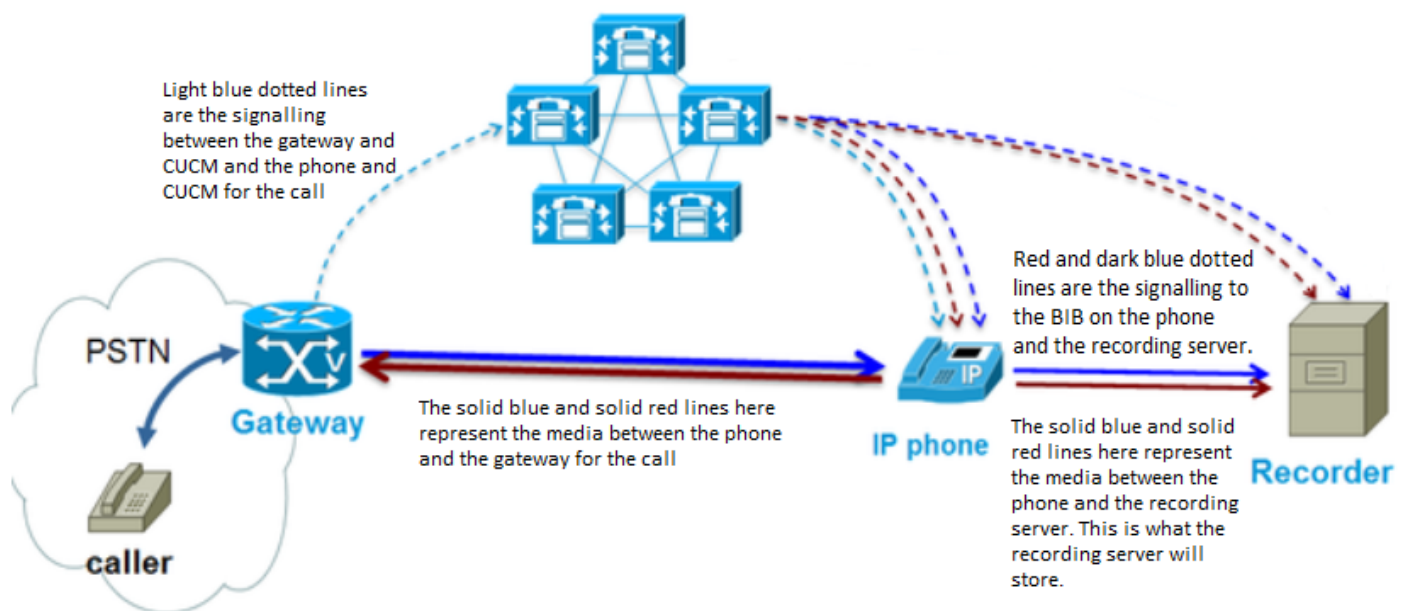 Light blue dotted lines
are the signalling
between the gateway and
CUCM and the phone and
CUCM for the call
Red and dark blue dotted
lines are the signalling to
the BIB on the phone
and the recording server.
PSTN
V
IP
Gateway
The solid blue and solid red lines here
represent the media between the phone
and the gateway for the call
IP phone
The solid blue and solid
red lines here represent
the media between the
phone and the recording
server. This is what the
recording server will
store.
Recorder
caller